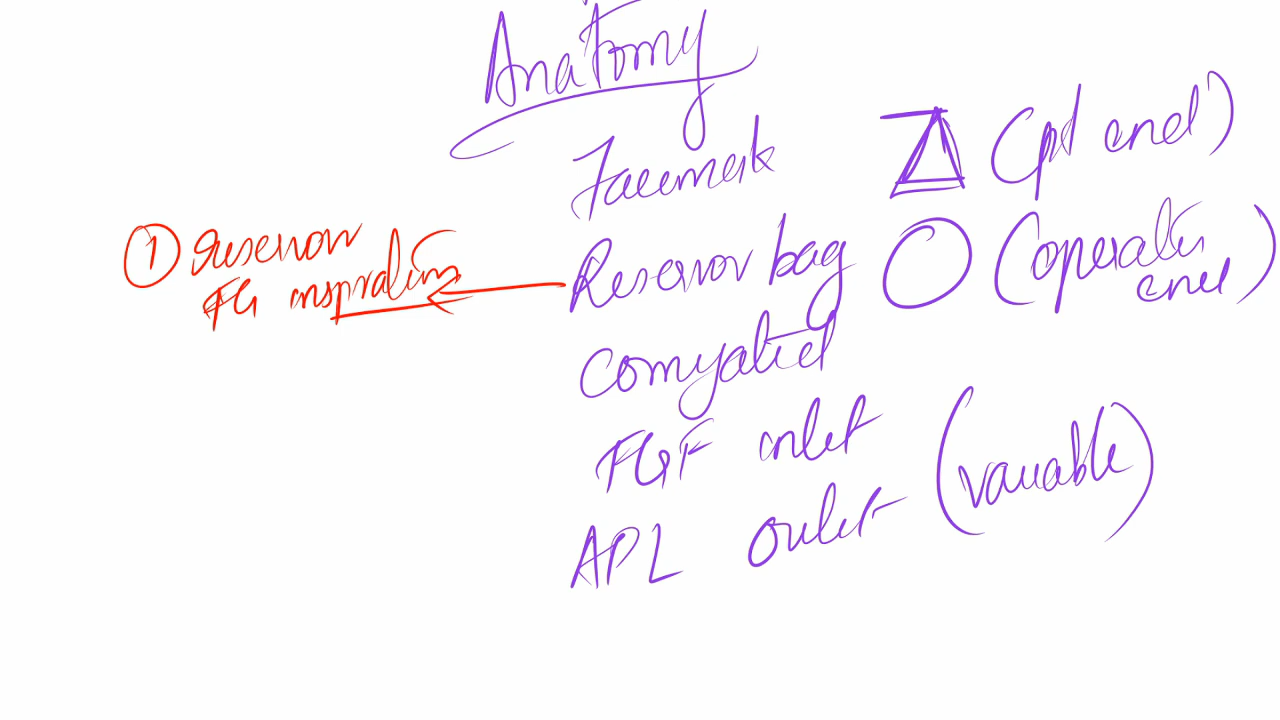 Anatomy
Facemask (pt end)
Reservoir bag (operator end)
① reservoir
FG inspiration
Corrugated
FGF inlet
APL outlet (variable)